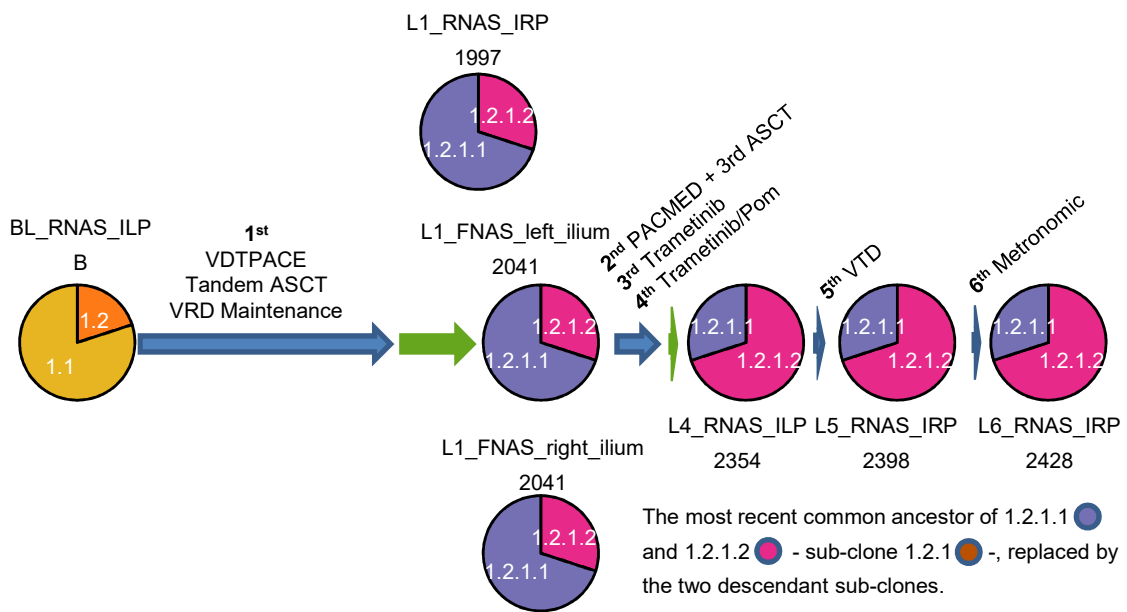 L1_RNAS_IRP
1997
1.2.1.2
1.2.1.1
BL_RNAS_ILP
B
1.2
1.1
1st
VDTPACE
Tandem ASCT
VRD Maintenance
L1_FNAS_left_ilium
2041
1.2.1.2
1.2.1.1
2nd PACMED + 3rd ASCT
3rd Trametinib
4th Trametinib/Pom
1.2.1.1
1.2.1.2
L4_RNAS_ILP
2354
5th VTD
1.2.1.1
1.2.1.2
L5_RNAS_IRP
2398
6th Metronomic
1.2.1.1
1.2.1.2
L6_RNAS_IRP
2428
L1_FNAS_right_ilium
2041
1.2.1.2
1.2.1.1
The most recent common ancestor of 1.2.1.1
and 1.2.1.2 - sub-clone 1.2.1 -, replaced by
the two descendant sub-clones.